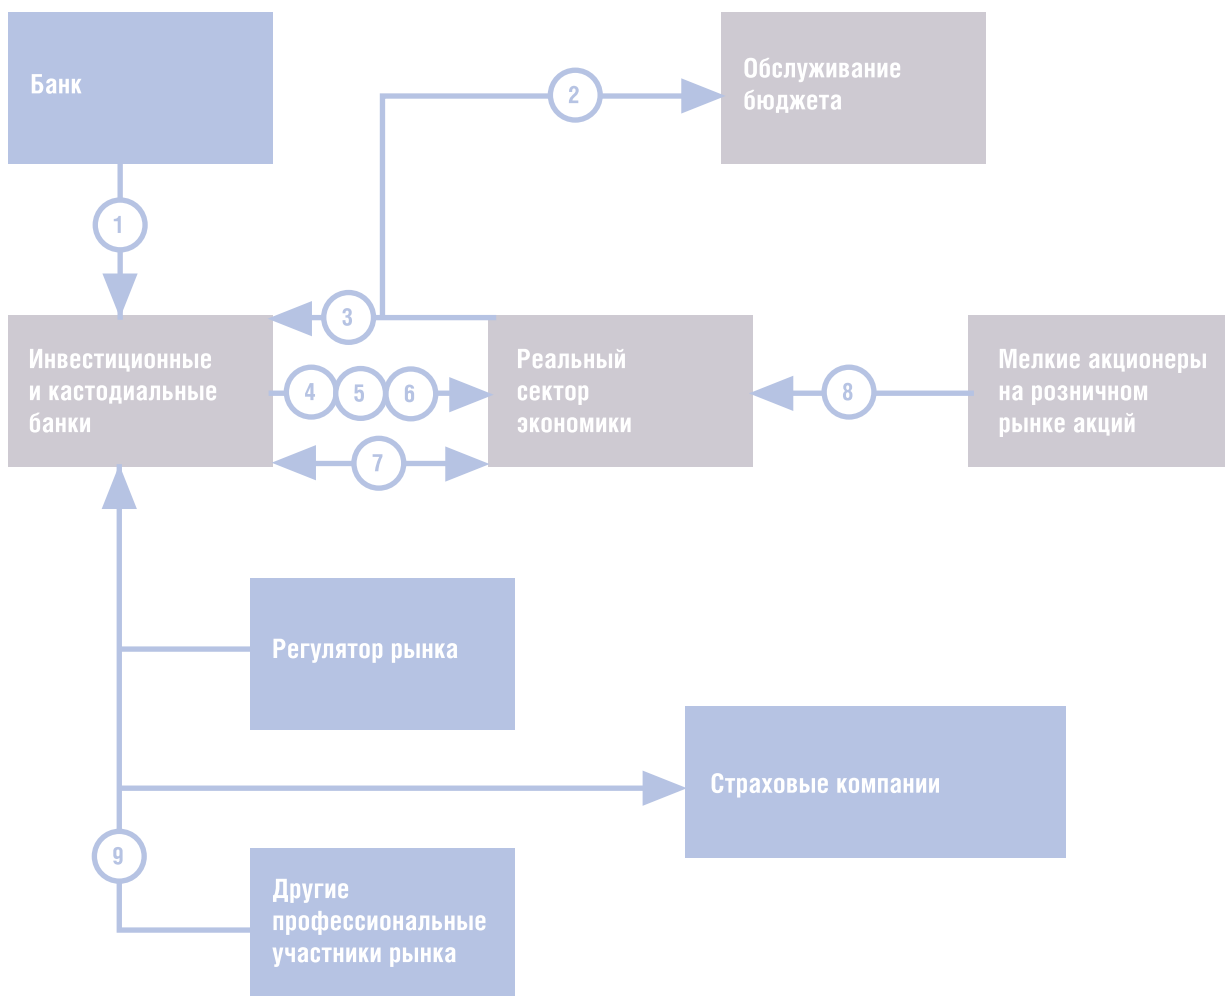 Банк
Обслуживание
бюджета
2
1
3
Инвестиционные
и кастодиальные
банки
4 5 6
7
Реальный
сектор
экономики
8
Мелкие акционеры
на розничном
рынке акций
Регулятор рынка
Страховые компании
9
Другие
профессиональные
участники рынка